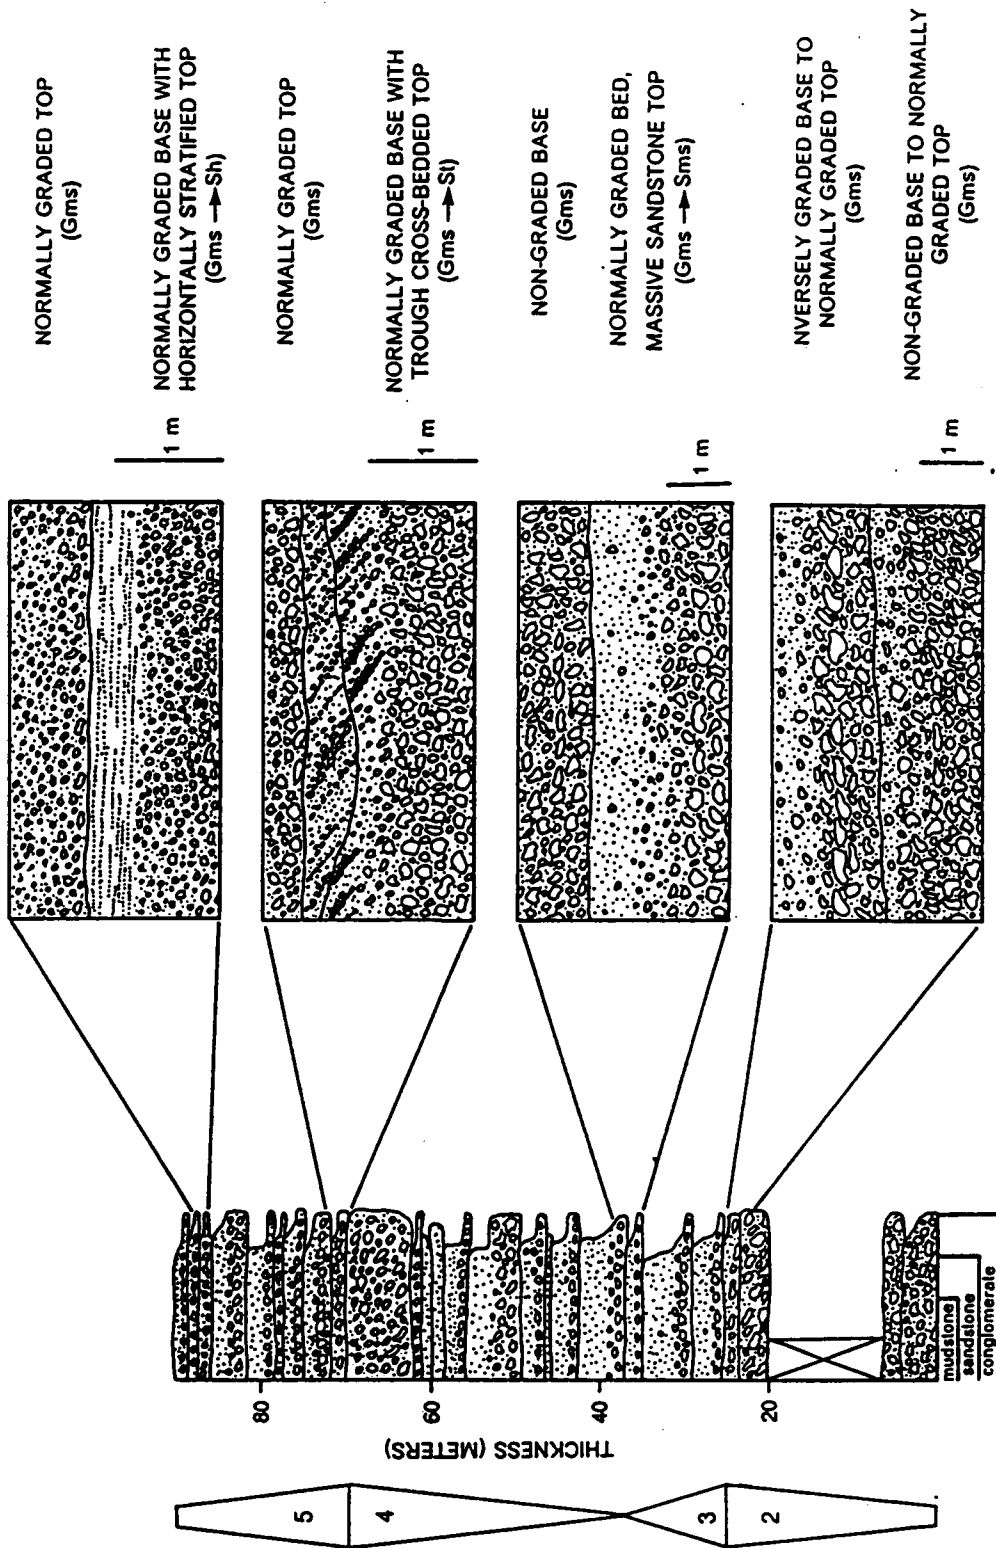 NORMALLY GRADED TOP
(Gms)
NORMALLY GRADED BASE WITH
HORIZONTALLY STRATIFIED TOP
(Gms → Sh)
1 m
NORMALLY GRADED TOP
(Gms)
NORMALLY GRADED BASE WITH
TROUGH CROSS-BEDDED TOP
(Gms → St)
1 m
NON-GRADED BASE
(Gms)
NORMALLY GRADED BED,
MASSIVE SANDSTONE TOP
(Gms → Sms)
1 m
NVERSELY GRADED BASE TO
NORMALLY GRADED TOP
(Gms)
NON-GRADED BASE TO NORMALLY
GRADED TOP
(Gms)
1 m
80
60
40
20
THICKNESS (METERS)
mudstone
sandstone
conglomerate
5
4
3
2